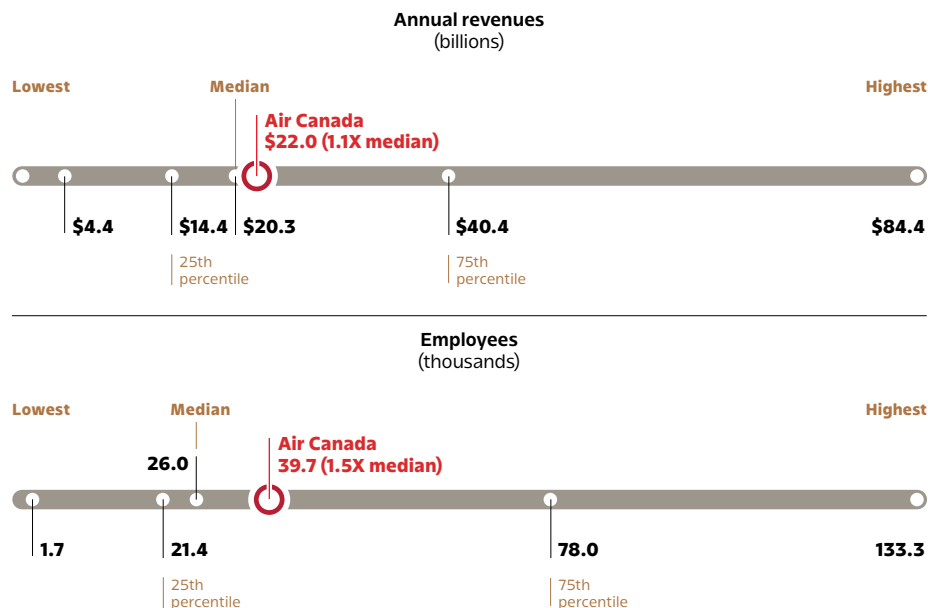 Annual revenues
(billions)
Lowest
Median
Highest
Air Canada
$22.0 (1.1X median)
$4.4
$14.4
$20.3
$40.4
$84.4
25th
percentile
75th
percentile
Employees
(thousands)
Lowest
Median
Highest
26.0
Air Canada
39.7 (1.5X median)
1.7
21.4
78.0
133.3
25th
percentile
75th
percentile